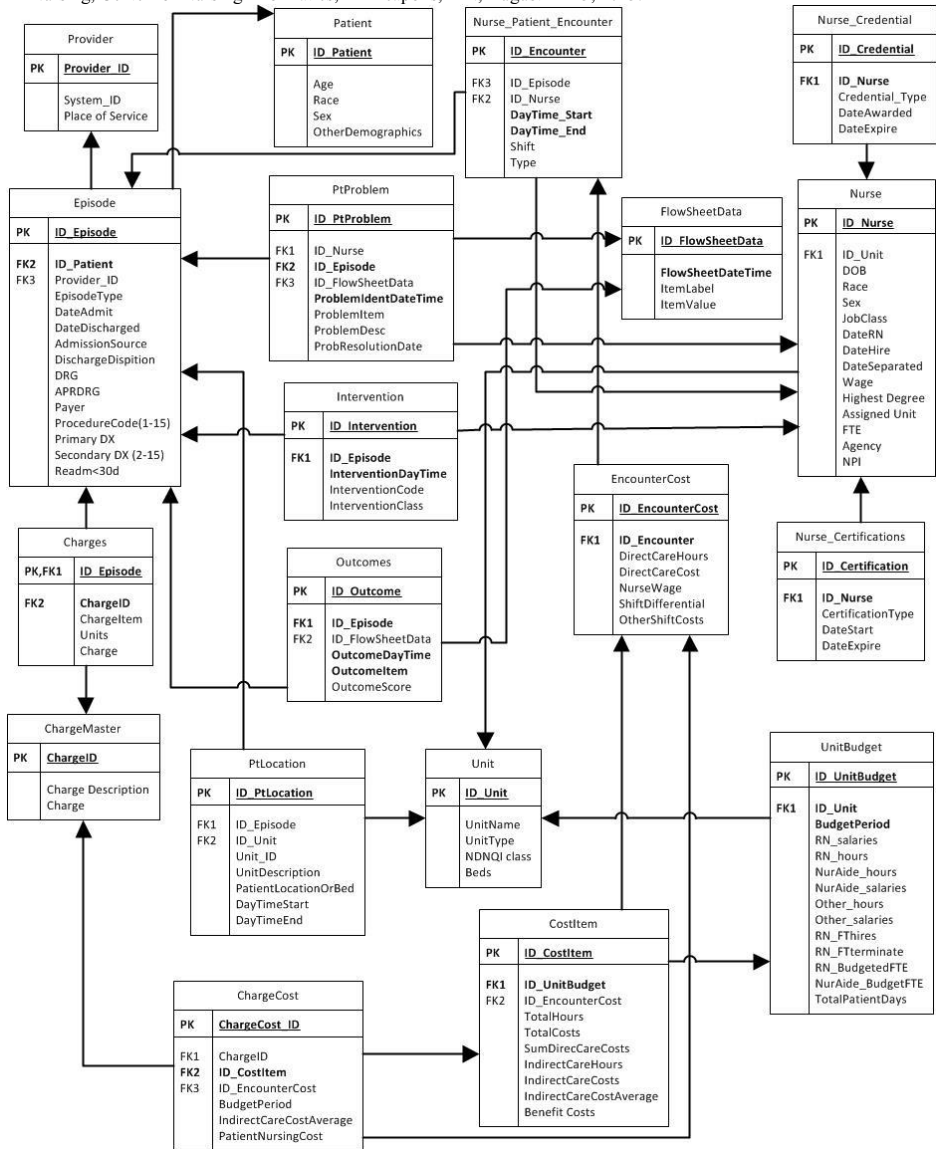 Provider
PK Provider_ID
System_ID
Place of Service
Patient
PK ID_Patient
Age
Race
Sex
OtherDemographics
Nurse_Patient_Encounter
PK ID_Encounter
FK3 ID_Episode
FK2 ID_Nurse
DayTime_Start
DayTime_End
Shift
Type
Nurse_Credential
PK ID_Credential
FK1 ID_Nurse
Credential_Type
DateAwarded
DateExpire
Episode
PK ID_Episode
FK2 ID_Patient
FK3 Provider_ID
EpisodeType
DateAdmit
DateDischarged
AdmissionSource
DischargeDispition
DRG
APRDRG
Payer
ProcedureCode(1-15)
Primary DX
Secondary DX (2-15)
Readm<30d
PtProblem
PK ID_PtProblem
FK1 ID_Nurse
FK2 ID_Episode
FK3 ID_FlowSheetData
ProblemIdentDateTime
ProblemItem
ProblemDesc
ProbResolutionDate
FlowSheetData
PK ID_FlowSheetData
FlowSheetDateTime
ItemLabel
ItemValue
Nurse
PK ID_Nurse
FK1 ID_Unit
DOB
Race
Sex
JobClass
DateRN
DateHire
DateSeparated
Wage
Highest Degree
Assigned Unit
FTE
Agency
NPI
Intervention
PK ID_Intervention
FK1 ID_Episode
InterventionDayTime
InterventionCode
InterventionClass
EncounterCost
PK ID_EncounterCost
FK1 ID_Encounter
DirectCareHours
DirectCareCost
NurseWage
ShiftDifferential
OtherShiftCosts
Nurse_Certifications
PK ID_Certification
FK1 ID_Nurse
CertificationType
DateStart
DateExpire
Charges
PK,FK1 ID_Episode
FK2 ChargeID
ChargeItem
Units
Charge
Outcomes
PK ID_Outcome
FK1 ID_Episode
FK2 ID_FlowSheetData
OutcomeDayTime
OutcomeItem
OutcomeScore
ChargeMaster
PK ChargeID
Charge Description
Charge
PtLocation
PK ID_PtLocation
FK1 ID_Episode
FK2 ID_Unit
Unit_ID
UnitDescription
PatientLocationOrBed
DayTimeStart
DayTimeEnd
Unit
PK ID_Unit
UnitName
UnitType
NDNQI class
Beds
UnitBudget
PK ID_UnitBudget
FK1 ID_Unit
BudgetPeriod
RN_salaries
RN_hours
NurAide_hours
NurAide_salaries
Other_hours
Other_salaries
RN_FThires
RN_FTterminate
RN_BudgetedFTE
NurAide_BudgetFTE
TotalPatientDays
CostItem
PK ID_CostItem
FK1 ID_UnitBudget
FK2 ID_EncounterCost
TotalHours
TotalCosts
SumDirecCareCosts
IndirectCareHours
IndirectCareCosts
IndirectCareCostAverage
Benefit Costs
ChargeCost
PK ChargeCost_ID
FK1 ChargeID
FK2 ID_CostItem
FK3 ID_EncounterCost
BudgetPeriod
IndirectCareCostAverage
PatientNursingCost